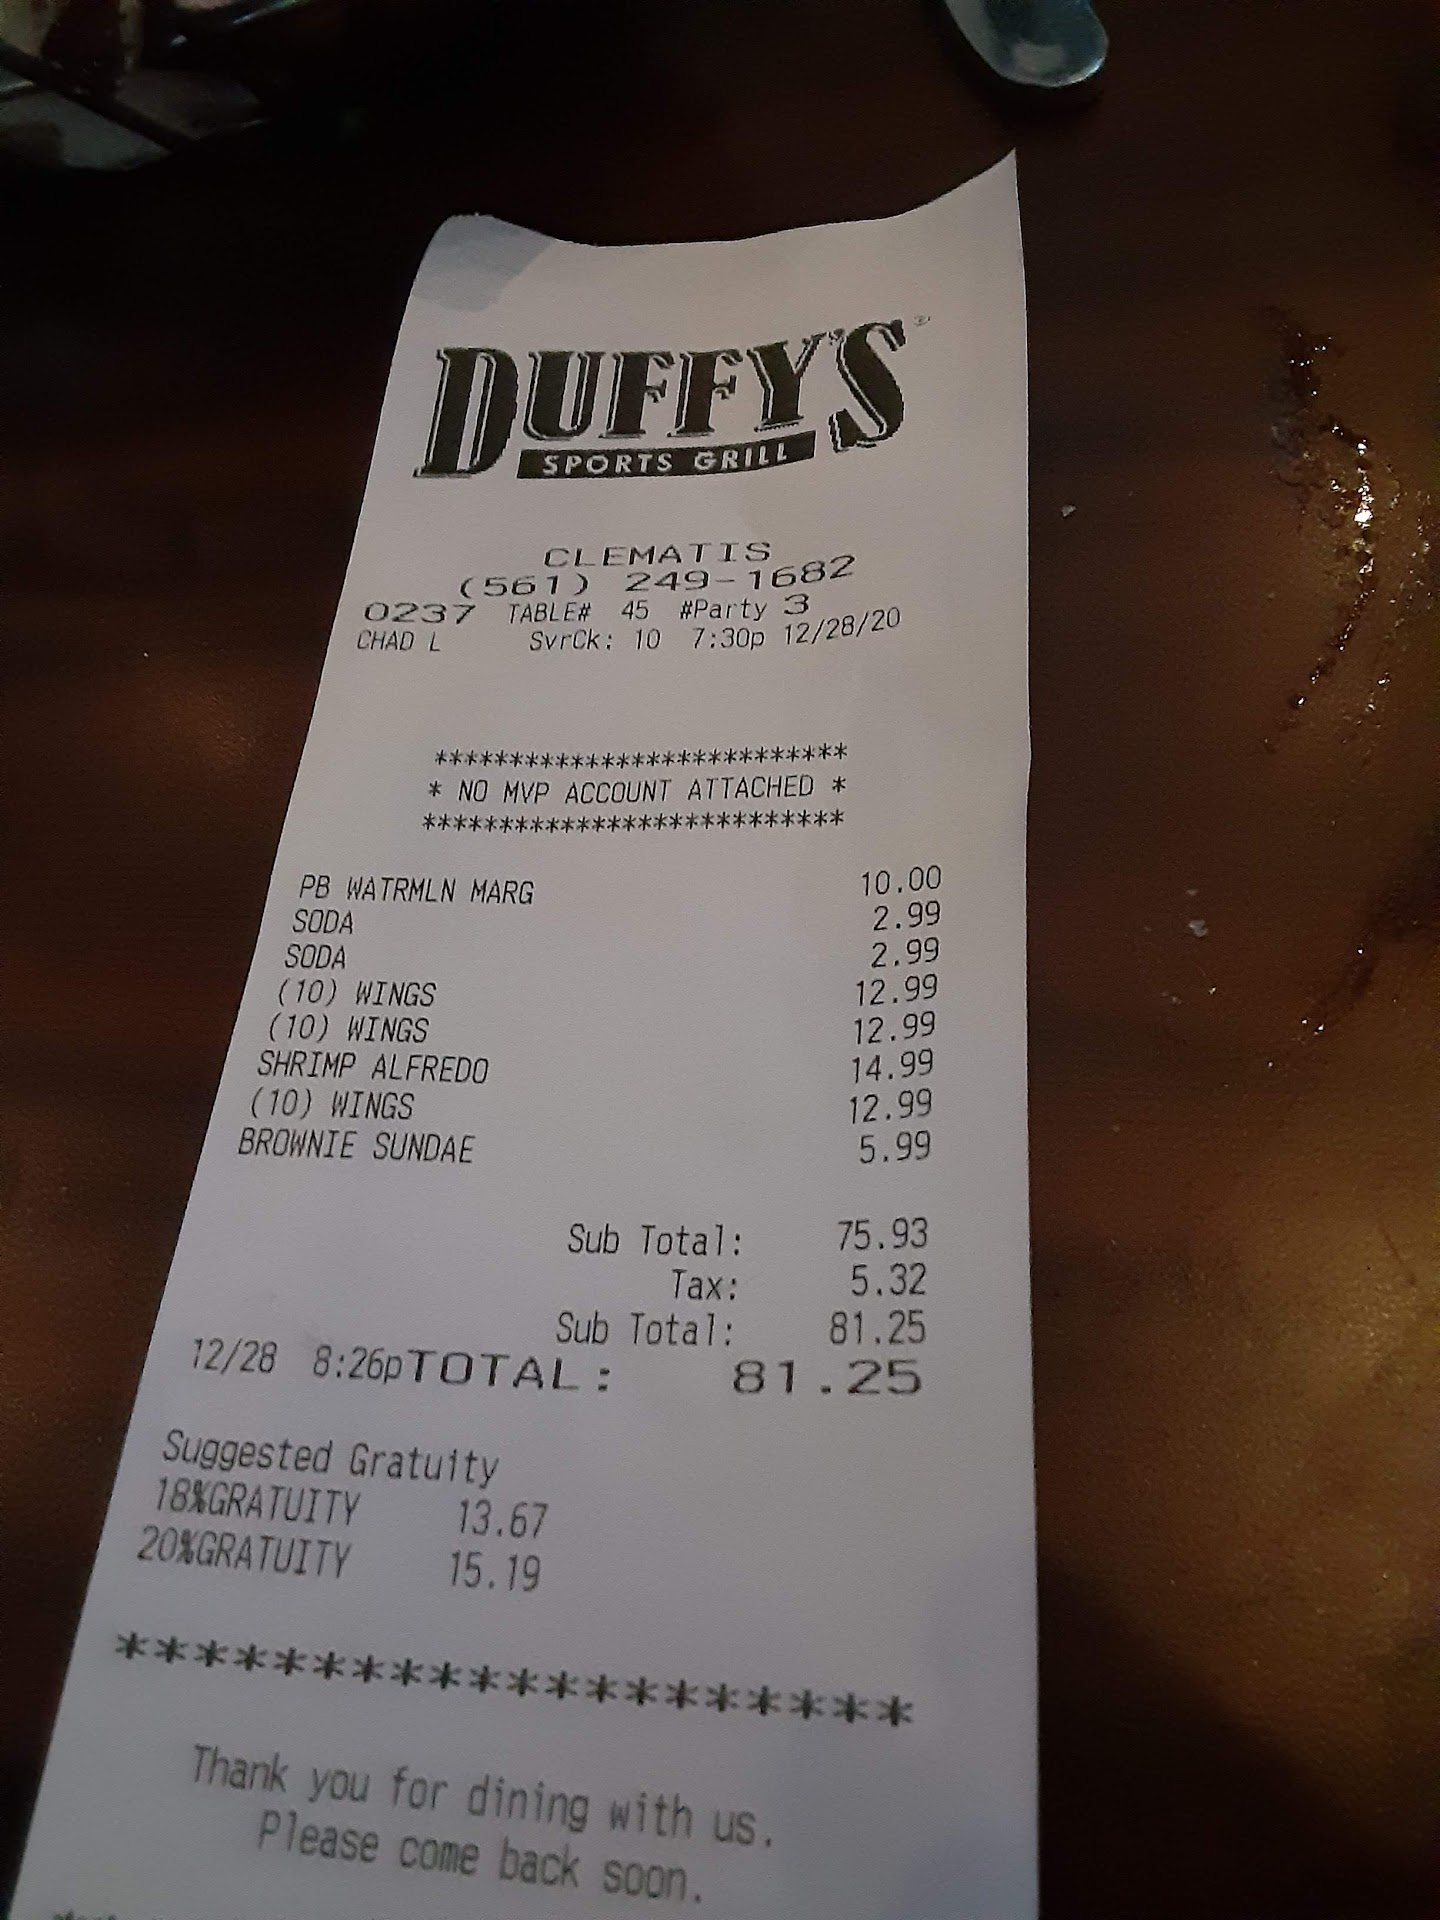 DUFFY'S®
SPORTS GRILL
CLEMATIS
(561) 249-1682
0237 TABLE# 45 #Party 3
CHAD L SvrCk: 10 7:30p 12/28/20
***************************
* NO MVP ACCOUNT ATTACHED *
***************************
PB WATRMLN MARG 10.00
SODA 2.99
SODA 2.99
(10) WINGS 12.99
(10) WINGS 12.99
SHRIMP ALFREDO 14.99
(10) WINGS 12.99
BROWNIE SUNDAE 5.99
Sub Total: 75.93
Tax: 5.32
Sub Total: 81.25
12/28 8:26pTOTAL: 81.25
Suggested Gratuity
18%GRATUITY 13.67
20%GRATUITY 15.19
********************
Thank you for dining with us.
Please come back soon.